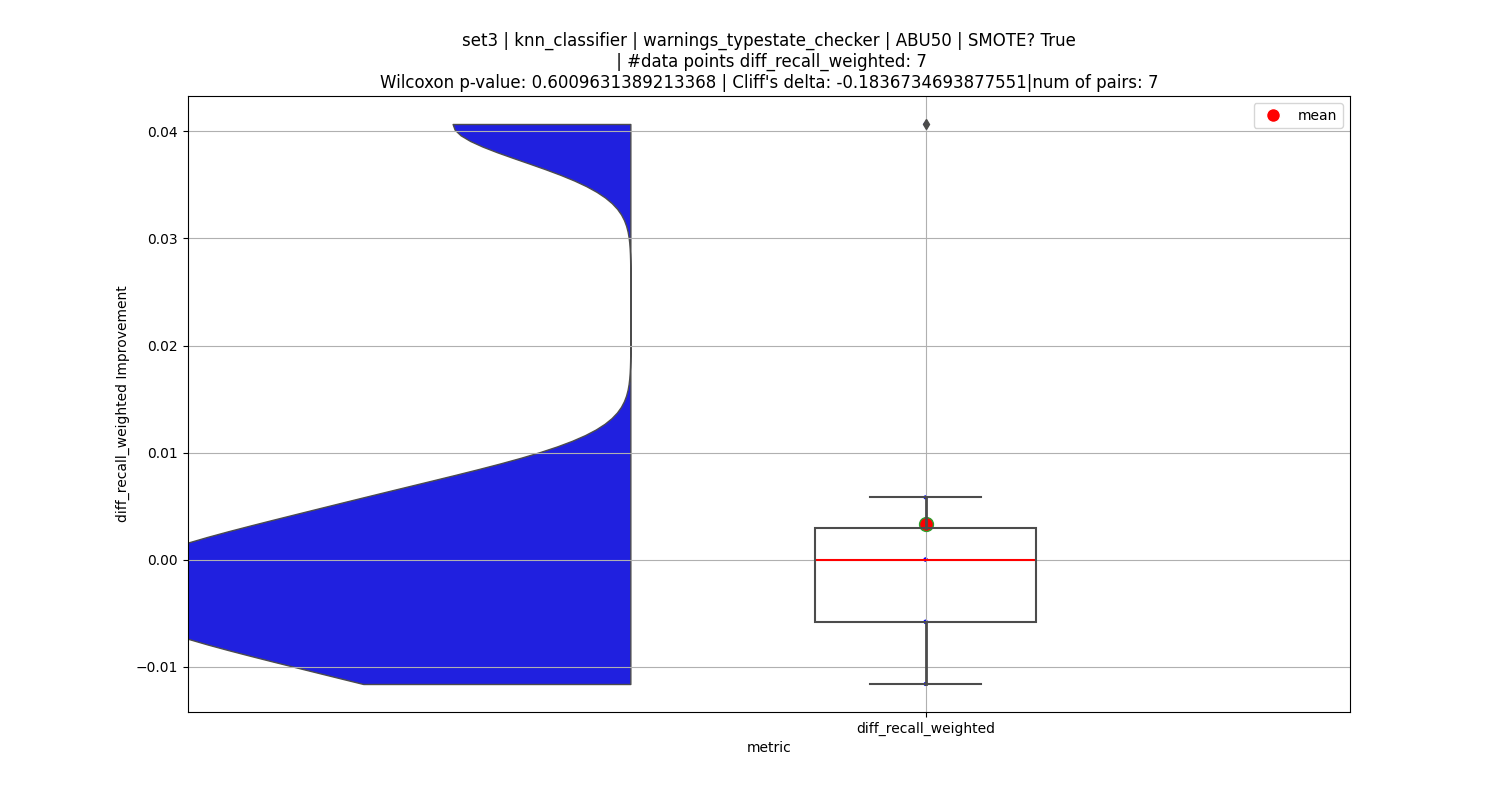 set3 | knn_classifier | warnings_typestate_checker | ABU50 | SMOTE? True
| #data points diff_recall_weighted: 7
Wilcoxon p-value: 0.6009631389213368 | Cliff's delta: -0.1836734693877551|num of pairs: 7
mean
0.04
0.03
0.02
0.01
0.00
−0.01
diff_recall_weighted Improvement
diff_recall_weighted
metric